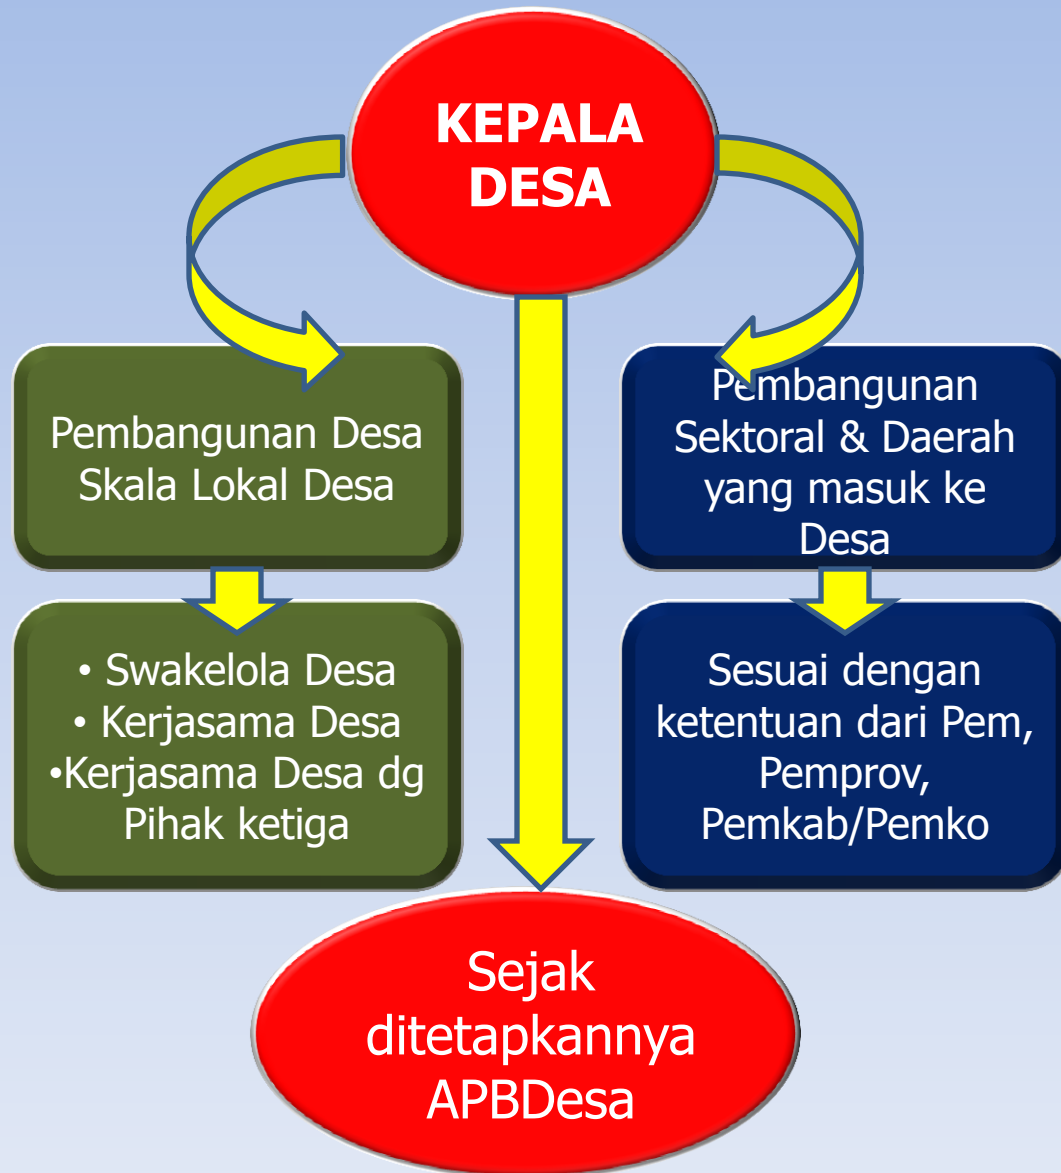 KEPALA
DESA
Pembangunan Desa
Skala Lokal Desa
Pembangunan
Sektoral & Daerah
yang masuk ke
Desa
• Swakelola Desa
• Kerjasama Desa
•Kerjasama Desa dg
Pihak ketiga
Sesuai dengan
ketentuan dari Pem,
Pemprov,
Pemkab/Pemko
Sejak
ditetapkannya
APBDesa